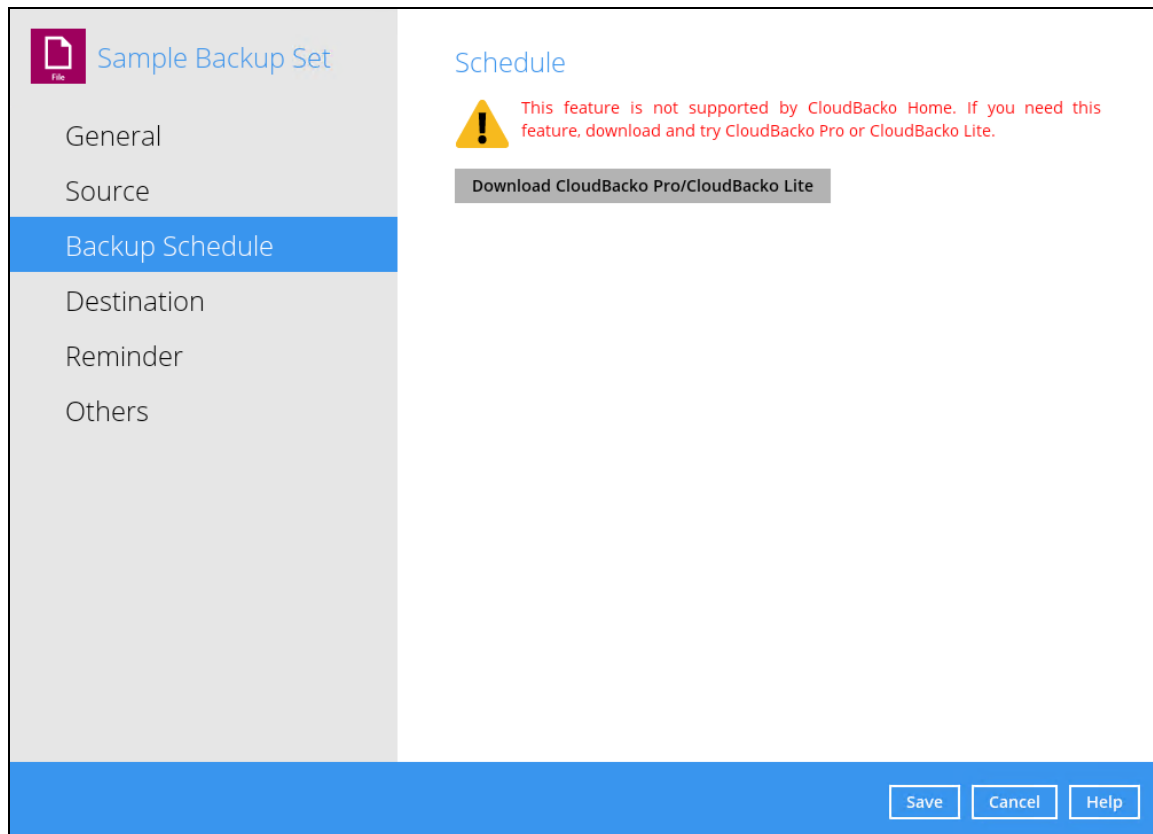 File
Sample Backup Set
General
Source
Backup Schedule
Destination
Reminder
Others
Schedule
This feature is not supported by CloudBacko Home. If you need this
feature, download and try CloudBacko Pro or CloudBacko Lite.
Download CloudBacko Pro/CloudBacko Lite
Save
Cancel
Help